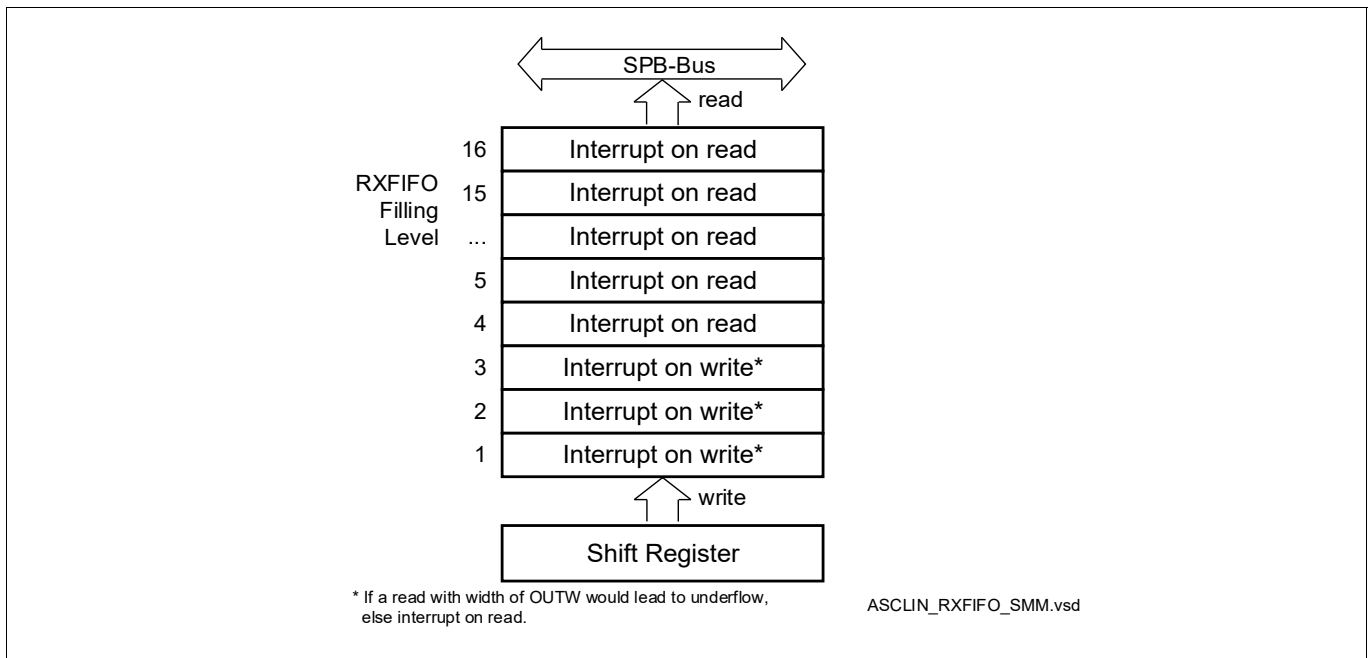 SPB-Bus
read
16 Interrupt on read
RXFIFO
Filling
Level
15 Interrupt on read
... Interrupt on read
5 Interrupt on read
4 Interrupt on read
3 Interrupt on write*
2 Interrupt on write*
1 Interrupt on write*
write
Shift Register
* If a read with width of OUTW would lead to underflow,
else interrupt on read.
ASCLIN_RXFIFO_SMM.vsd